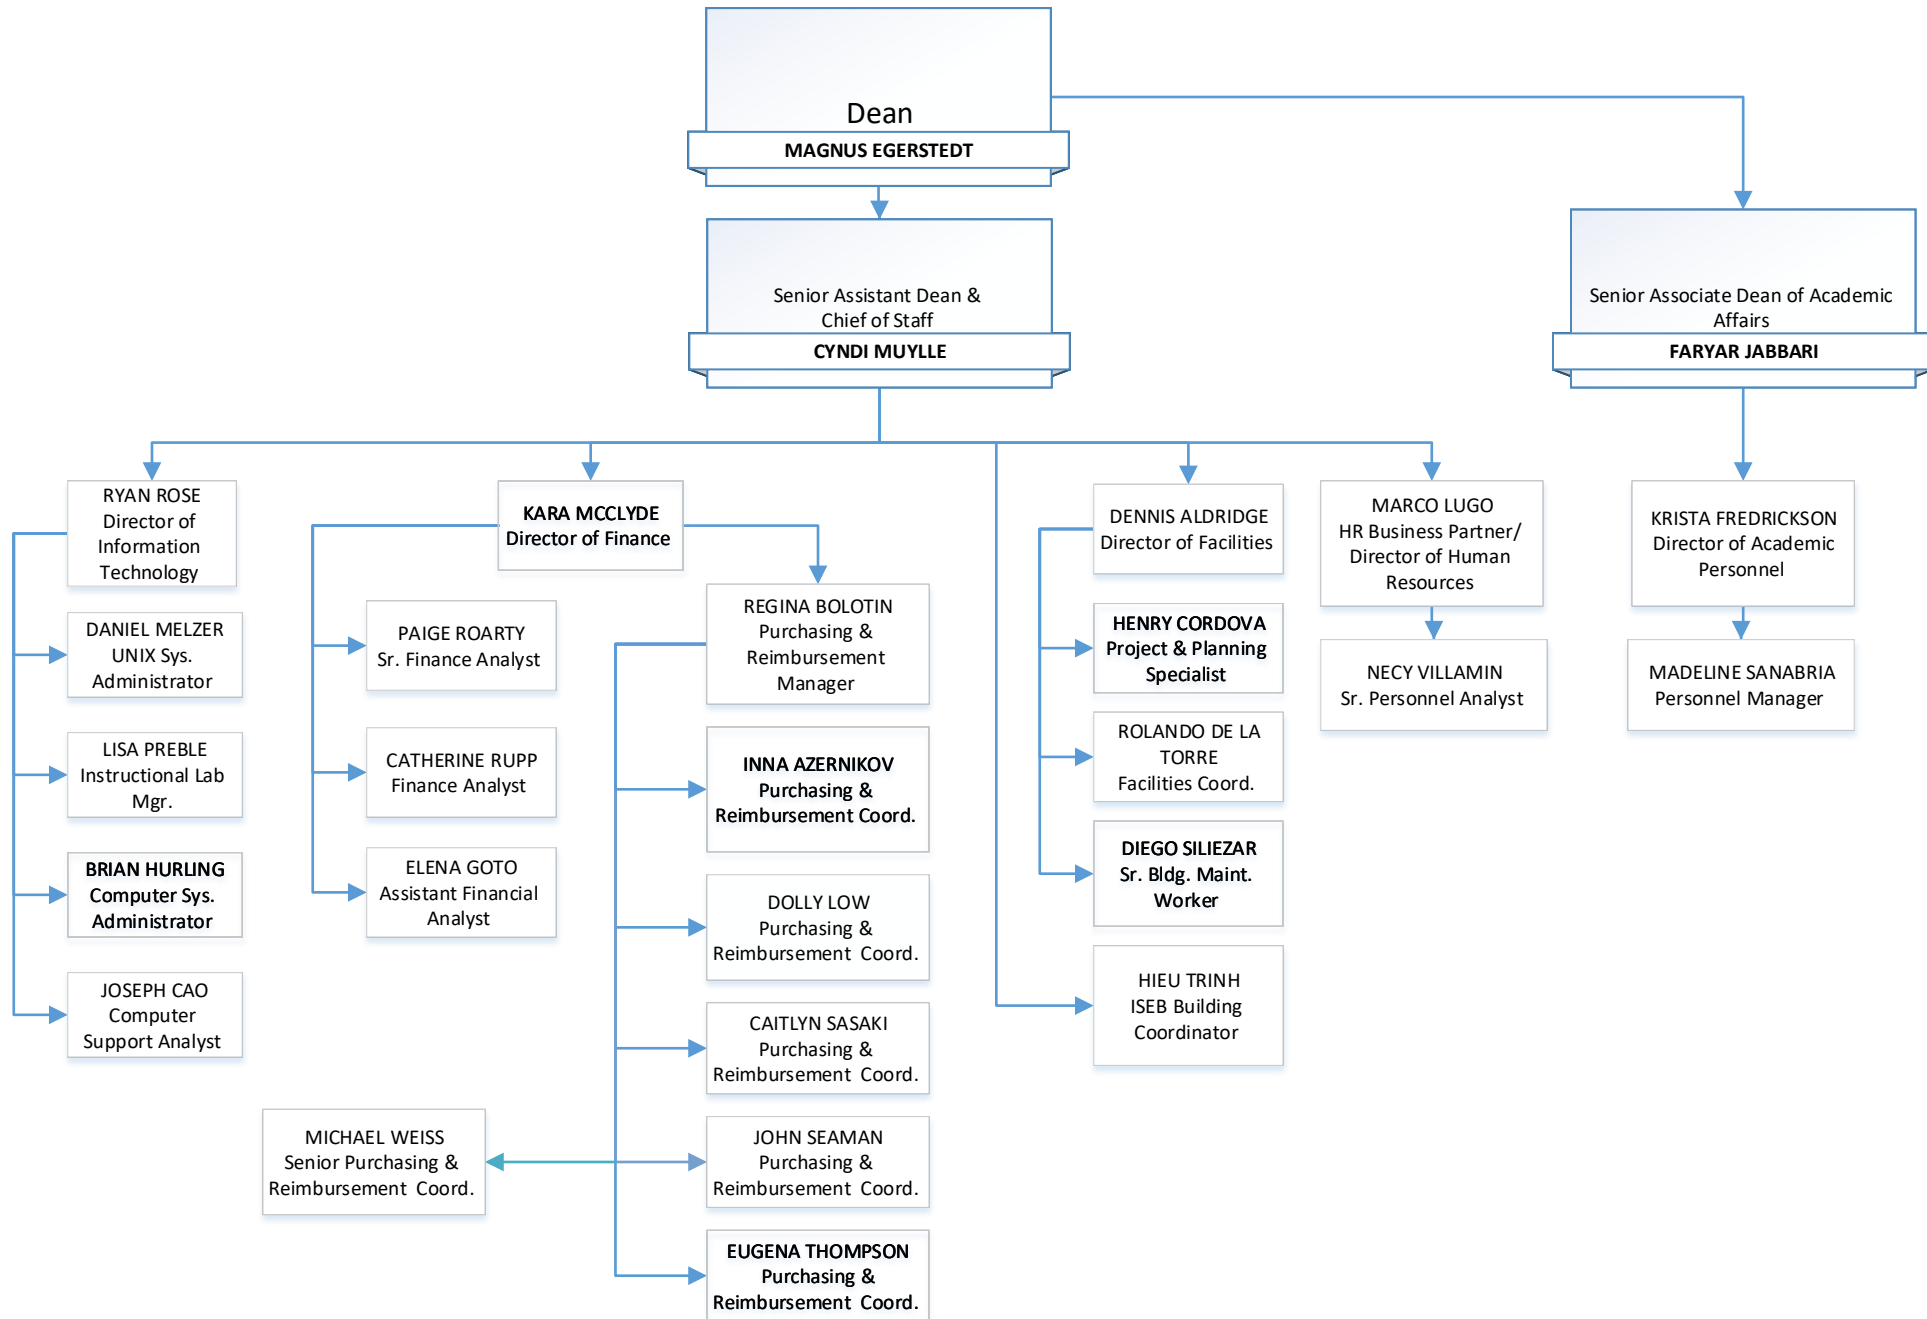 Dean
MAGNUS EGERSTEDT
Senior Assistant Dean &
Chief of Staff
CYNDI MUYLLE
Senior Associate Dean of Academic
Affairs
FARYAR JABBARI
RYAN ROSE
Director of
Information
Technology
DANIEL MELZER
UNIX Sys.
Administrator
LISA PREBLE
Instructional Lab
Mgr.
BRIAN HURLING
Computer Sys.
Administrator
JOSEPH CAO
Computer
Support Analyst
KARA MCCLYDE
Director of Finance
PAIGE ROARTY
Sr. Finance Analyst
CATHERINE RUPP
Finance Analyst
ELENA GOTO
Assistant Financial
Analyst
REGINA BOLOTIN
Purchasing &
Reimbursement
Manager
INNA AZERNIKOV
Purchasing &
Reimbursement Coord.
DOLLY LOW
Purchasing &
Reimbursement Coord.
CAITLYN SASAKI
Purchasing &
Reimbursement Coord.
MICHAEL WEISS
Senior Purchasing &
Reimbursement Coord.
JOHN SEAMAN
Purchasing &
Reimbursement Coord.
EUGENA THOMPSON
Purchasing &
Reimbursement Coord.
DENNIS ALDRIDGE
Director of Facilities
HENRY CORDOVA
Project & Planning
Specialist
ROLANDO DE LA
TORRE
Facilities Coord.
DIEGO SILIEZAR
Sr. Bldg. Maint.
Worker
HIEU TRINH
ISEB Building
Coordinator
MARCO LUGO
HR Business Partner/
Director of Human
Resources
NECY VILLAMIN
Sr. Personnel Analyst
KRISTA FREDRICKSON
Director of Academic
Personnel
MADELINE SANABRIA
Personnel Manager